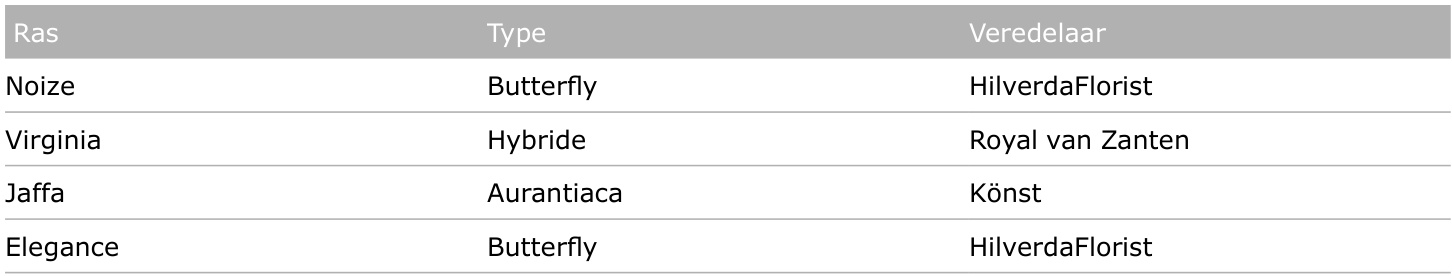 Ras Type Veredelaar
Noize Butterfly HilverdaFlorist
Virginia Hybride Royal van Zanten
Jaffa Aurantiaca Könst
Elegance Butterfly HilverdaFlorist